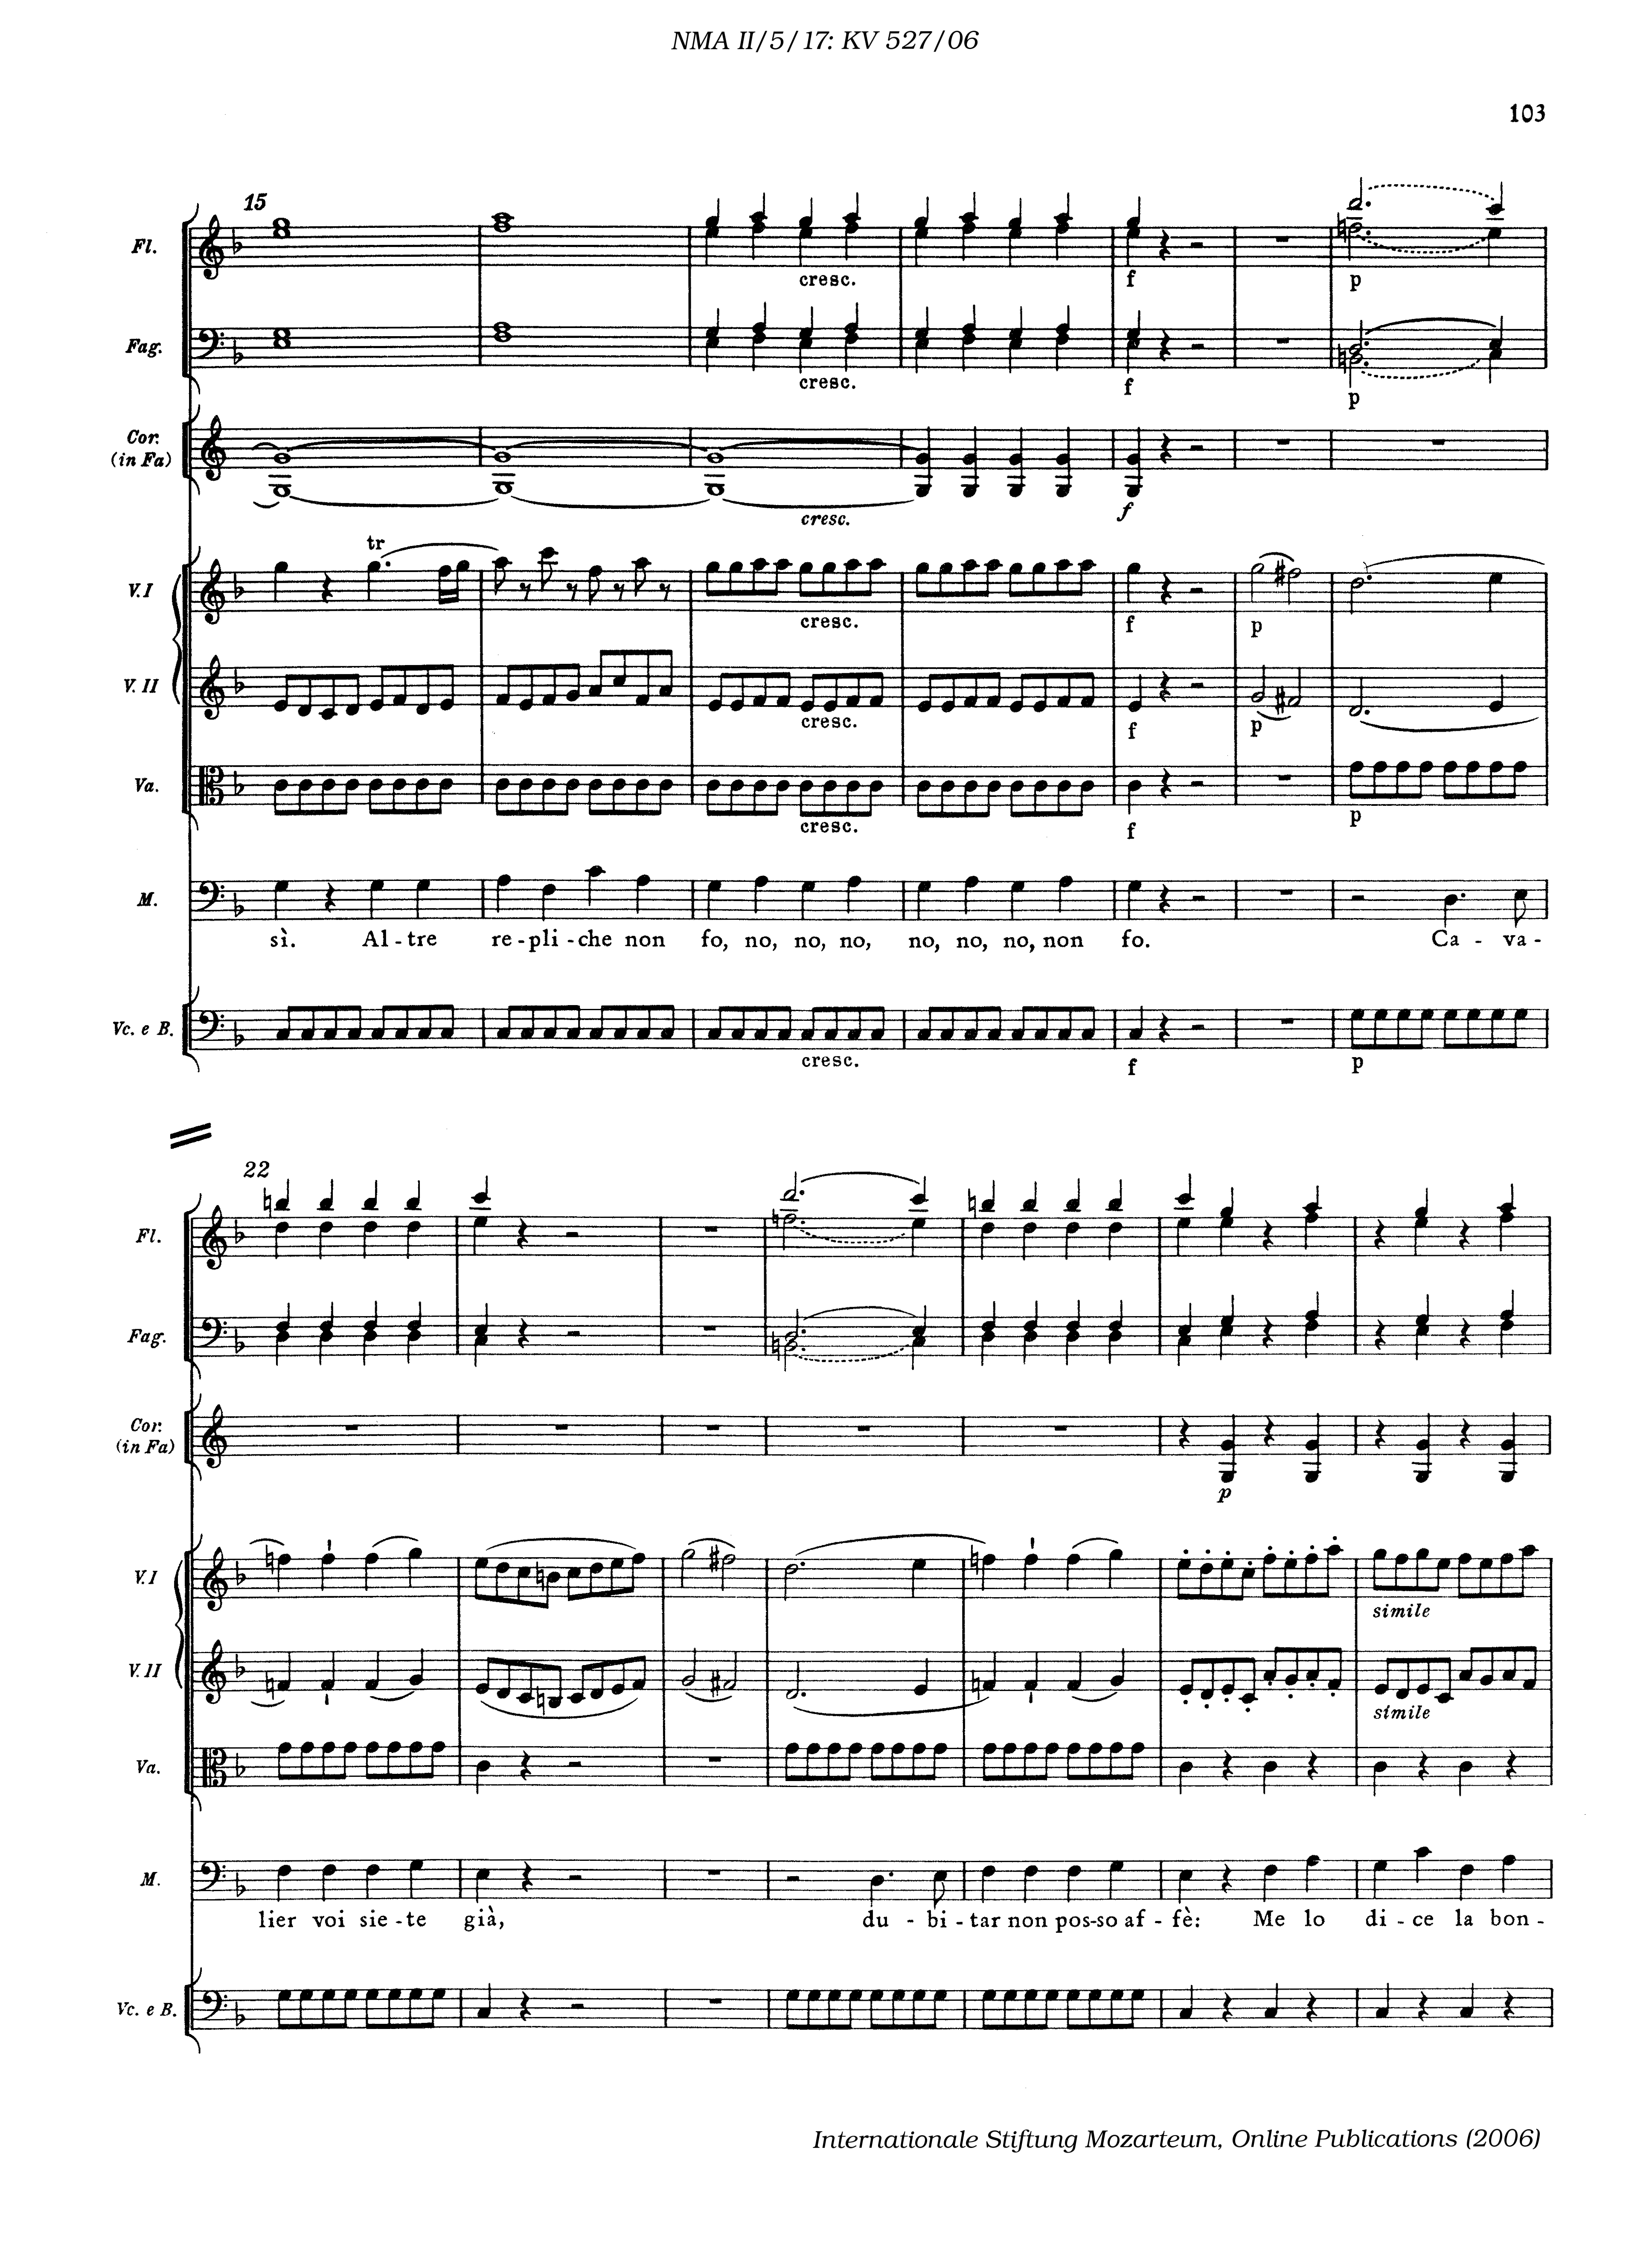 NMA II/5/17: KV 527/06
103
15
Fl.
cresc. f p
Fag.
cresc. f p
Cor.
(in Fa)
cresc. f
tr
V. I
cresc. f p
V. II
cresc. f p
Va.
cresc. f p
M.
sì. Al - tre re - pli - che non fo, no, no, no, no, no, no, non fo. Ca - va -
Vc. e B.
cresc. f p
22
Fl.
Fag.
Cor.
(in Fa)
p
V. I
simile
V. II
simile
Va.
M.
lier voi sie - te già, du - bi - tar non pos - so af - fè: Me lo di - ce la bon -
Vc. e B.
Internationale Stiftung Mozarteum, Online Publications (2006)